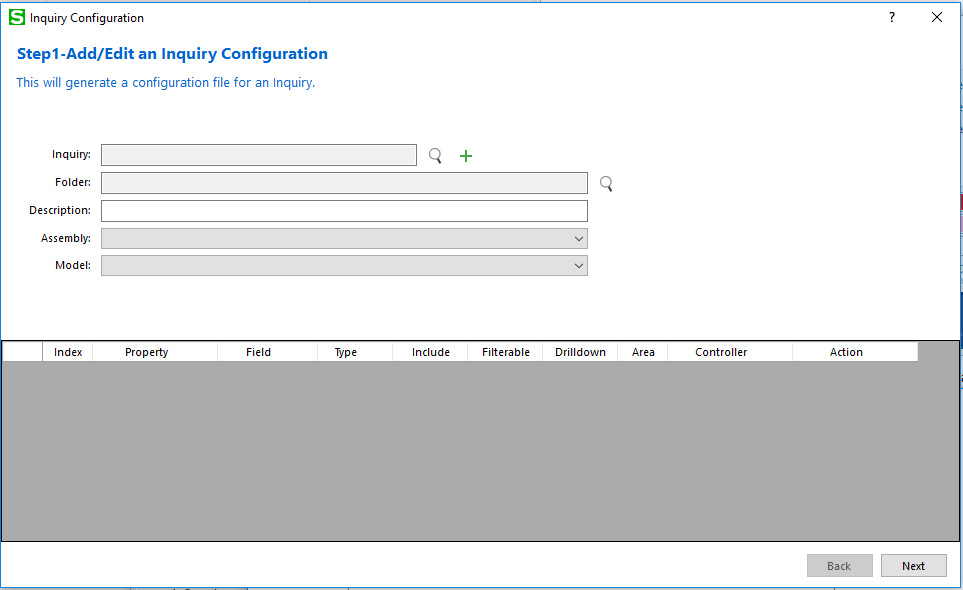 S Inquiry Configuration ?
Step1-Add/Edit an Inquiry Configuration
This will generate a configuration file for an Inquiry.
Inquiry:
Folder:
Description:
Assembly:
Model:
Index Property Field Type Include Filterable Drilldown Area Controller Action
Back Next